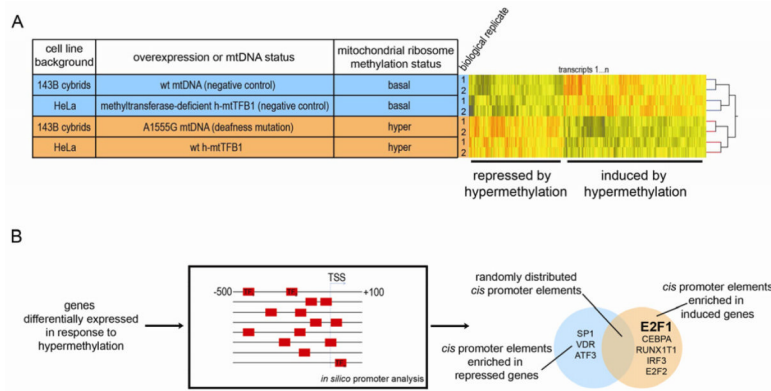 A
cell line
background
overexpression or mtDNA status
mitochondrial ribosome
methylation status
biological replicate
transcripts 1...n
143B cybrids
wt mtDNA (negative control)
basal
1
2
HeLa
methyltransferase-deficient h-mtTFB1 (negative control)
basal
1
2
143B cybrids
A1555G mtDNA (deafness mutation)
hyper
1
2
HeLa
wt h-mtTFB1
hyper
1
2
repressed by
hypermethylation
induced by
hypermethylation
B
genes
differentially expressed
in response to
hypermethylation
TSS
-500
+100
in silico promoter analysis
randomly distributed
cis promoter elements
cis promoter elements
enriched in
induced genes
cis promoter elements
enriched in
repressed genes
SP1
VDR
ATF3
E2F1
CEBPA
RUNX1T1
IRF3
E2F2